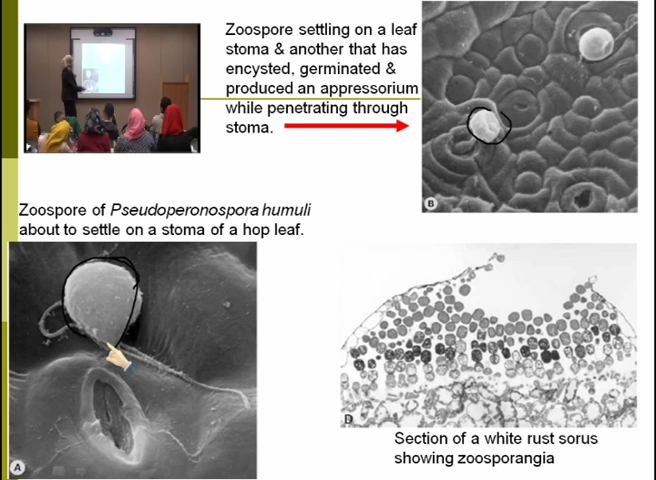 Zoospore settling on a leaf
stoma & another that has
encysted, germinated &
produced an appressorium
while penetrating through
stoma.
B
Zoospore of Pseudoperonospora humuli
about to settle on a stoma of a hop leaf.
A
D
Section of a white rust sorus
showing zoosporangia